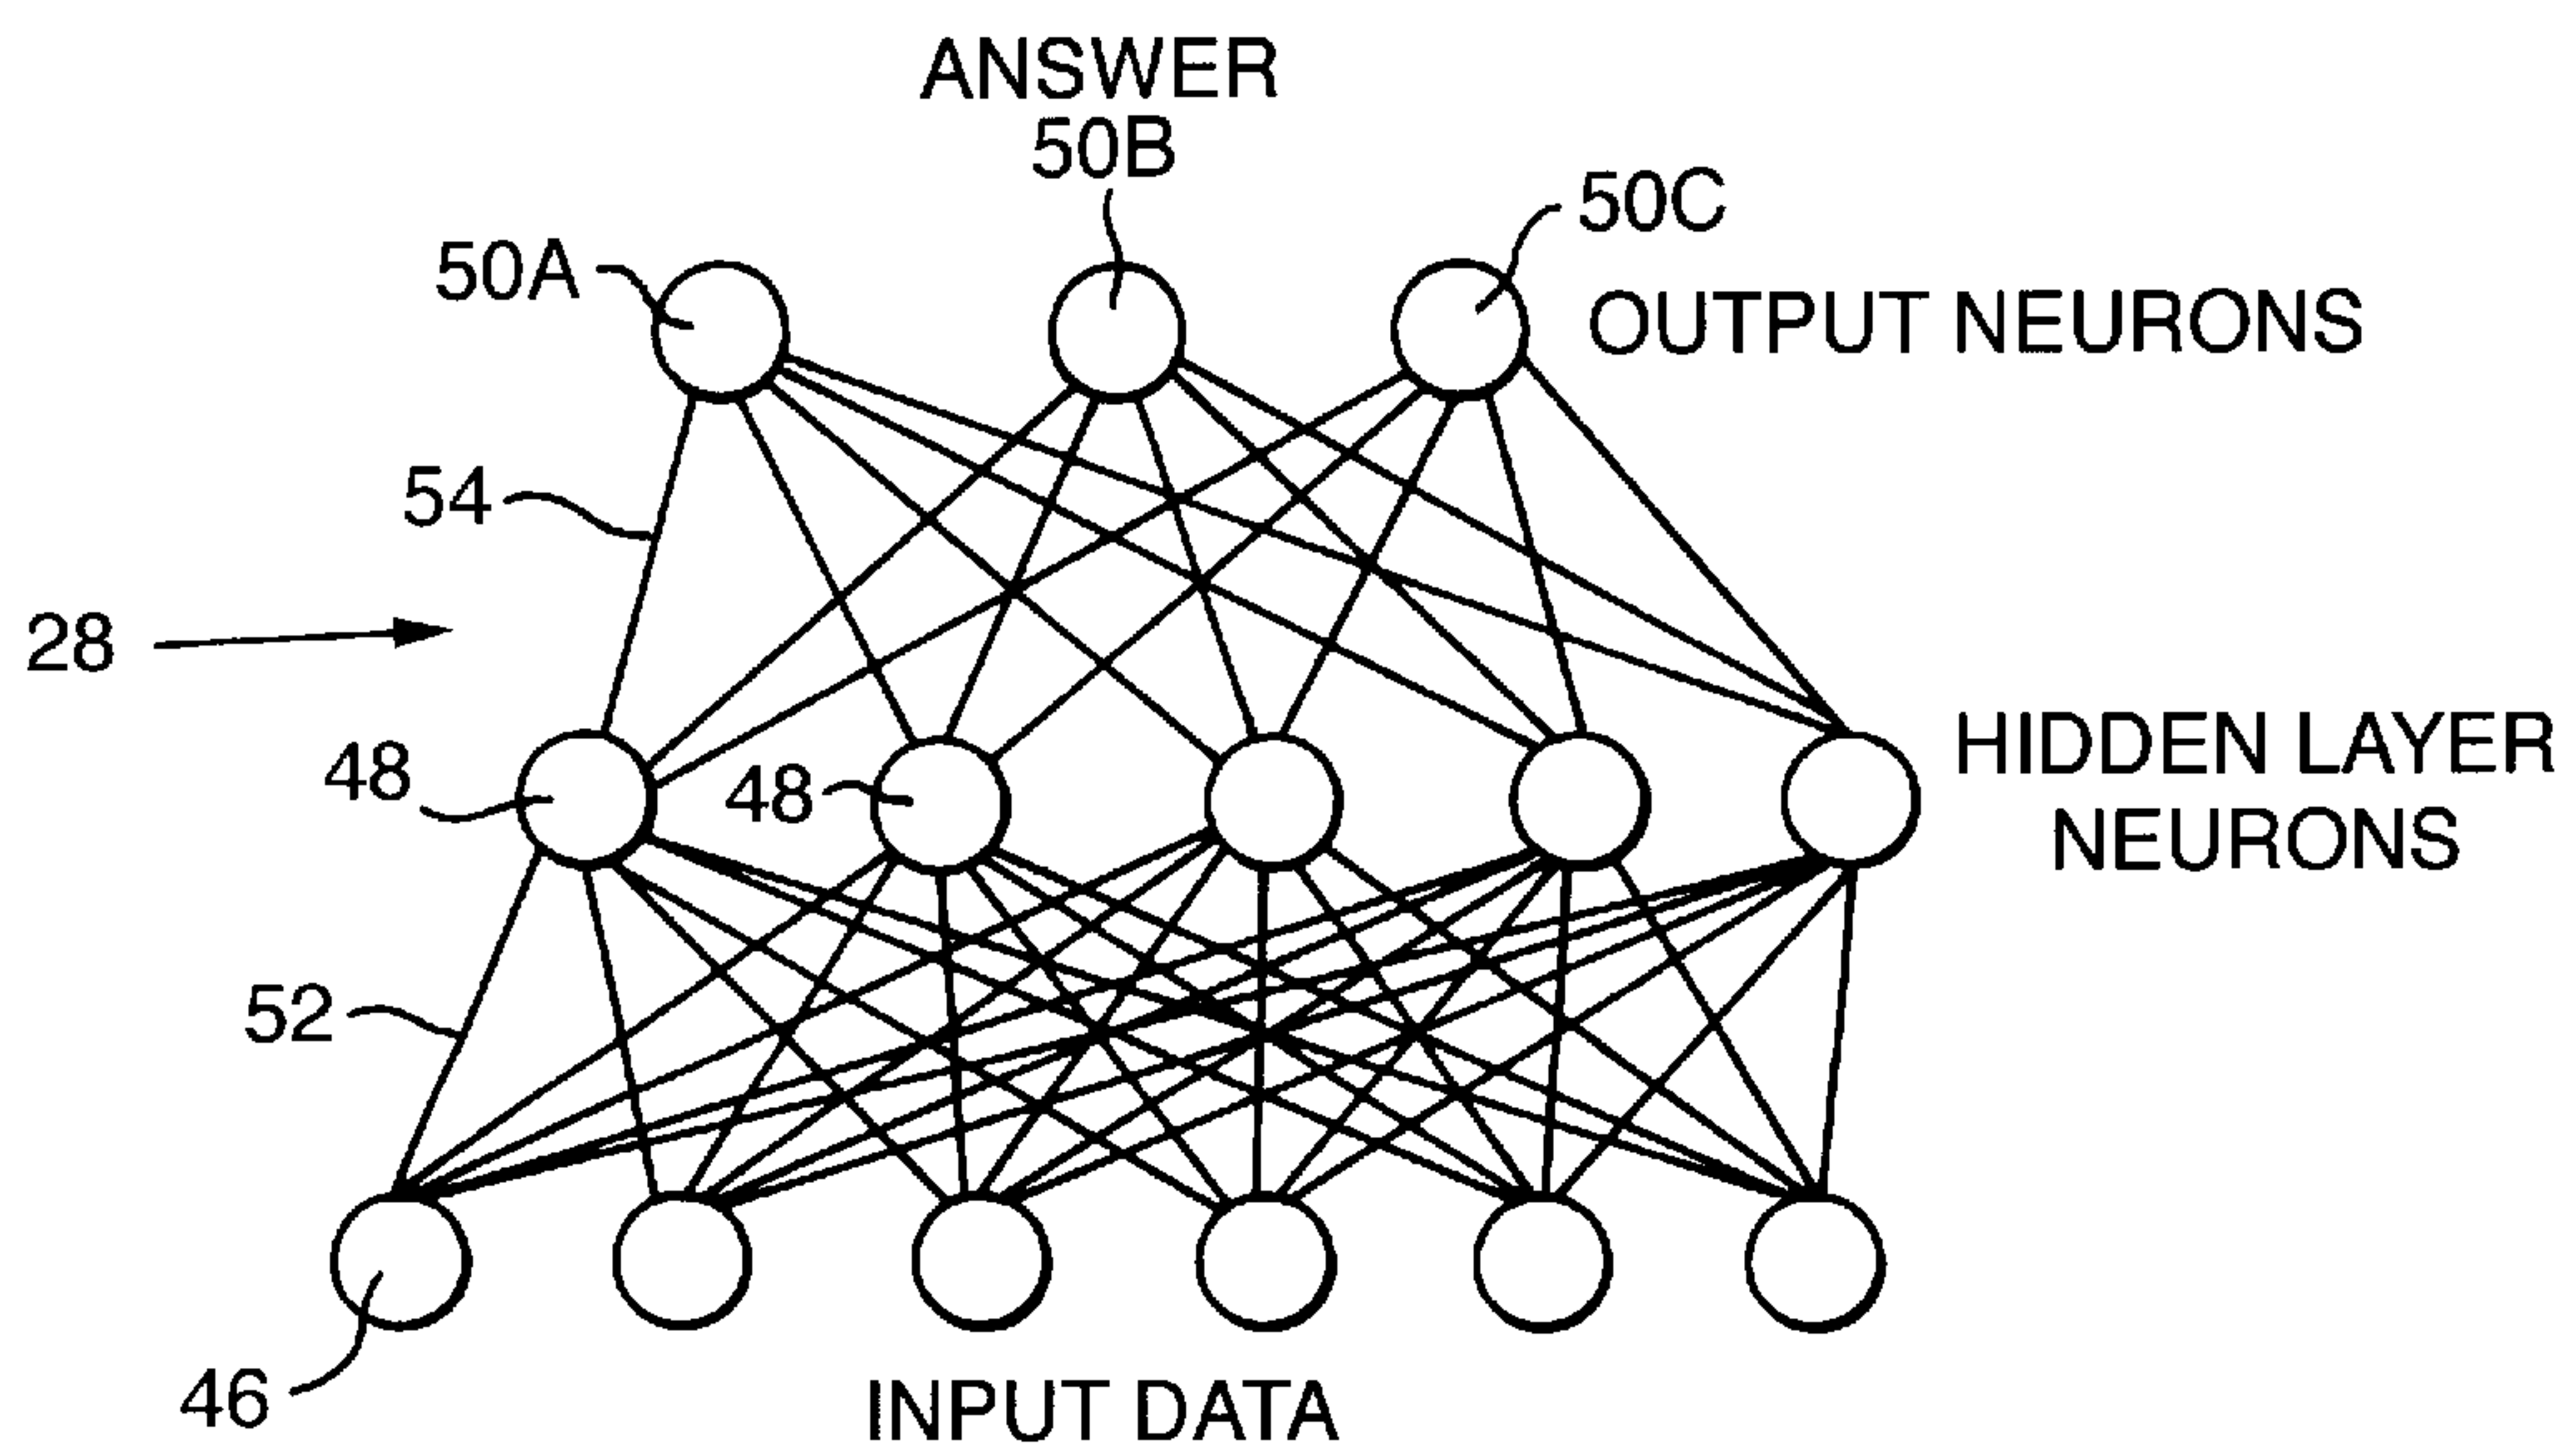 ANSWER
50B
50C
50A
OUTPUT NEURONS
54
28
HIDDEN LAYER
NEURONS
48
48
52
46
INPUT DATA